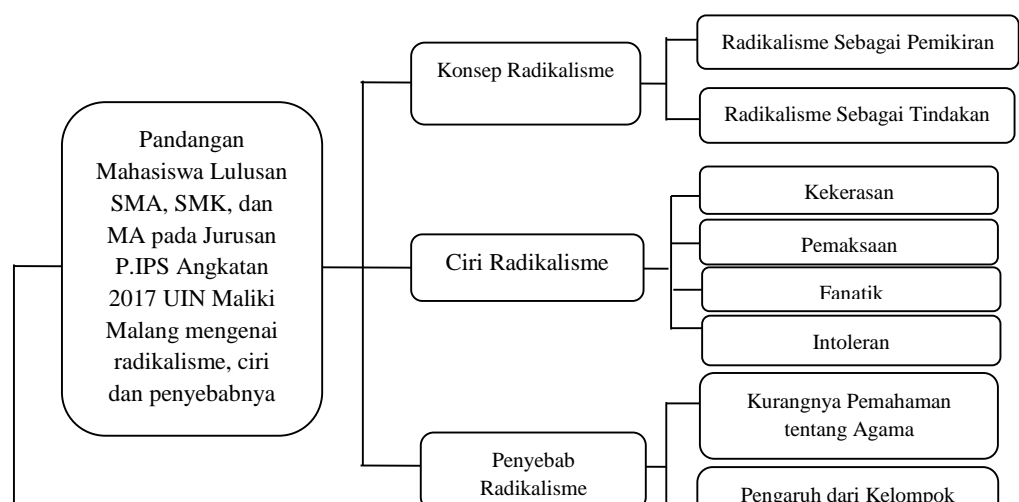 Pandangan
Mahasiswa Lulusan
SMA, SMK, dan
MA pada Jurusan
P.IPS Angkatan
2017 UIN Maliki
Malang mengenai
radikalisme, ciri
dan penyebabnya
Konsep Radikalisme
Radikalisme Sebagai Pemikiran
Radikalisme Sebagai Tindakan
Ciri Radikalisme
Kekerasan
Pemaksaan
Fanatik
Intoleran
Penyebab
Radikalisme
Kurangnya Pemahaman
tentang Agama
Pengaruh dari Kelompok